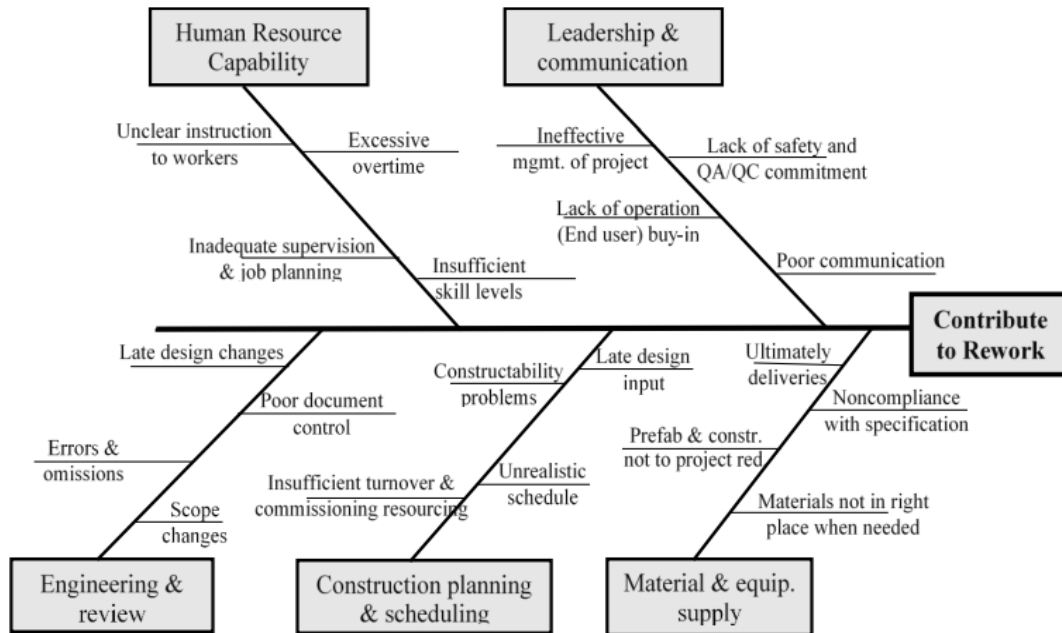 Human Resource
Capability
Leadership &
communication
Unclear instruction
to workers
Excessive
overtime
Inadequate supervision
& job planning
Insufficient
skill levels
Ineffective
mgmt. of project
Lack of safety and
QA/QC commitment
Lack of operation
(End user) buy-in
Poor communication
Contribute
to Rework
Late design changes
Poor document
control
Errors &
omissions
Scope
changes
Engineering &
review
Constructability
problems
Late design
input
Insufficient turnover &
commissioning resourcing
Unrealistic
schedule
Construction planning
& scheduling
Ultimately
deliveries
Noncompliance
with specification
Prefab & constr.
not to project red
Materials not in right
place when needed
Material & equip.
supply